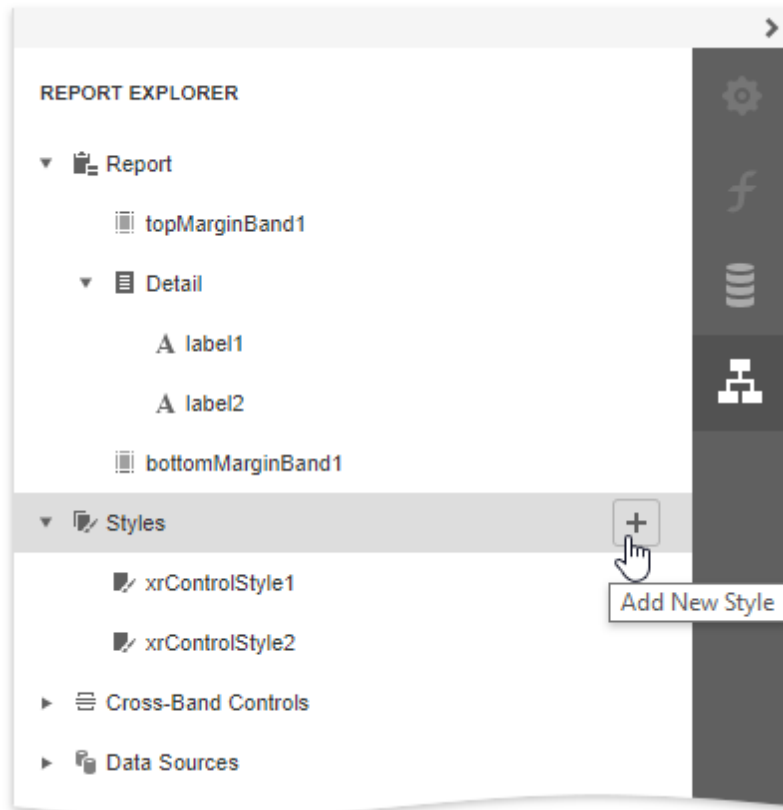 REPORT EXPLORER
Report
topMarginBand1
Detail
A label1
A label2
bottomMarginBand1
Styles
Add New Style
xrControlStyle1
xrControlStyle2
Cross-Band Controls
Data Sources